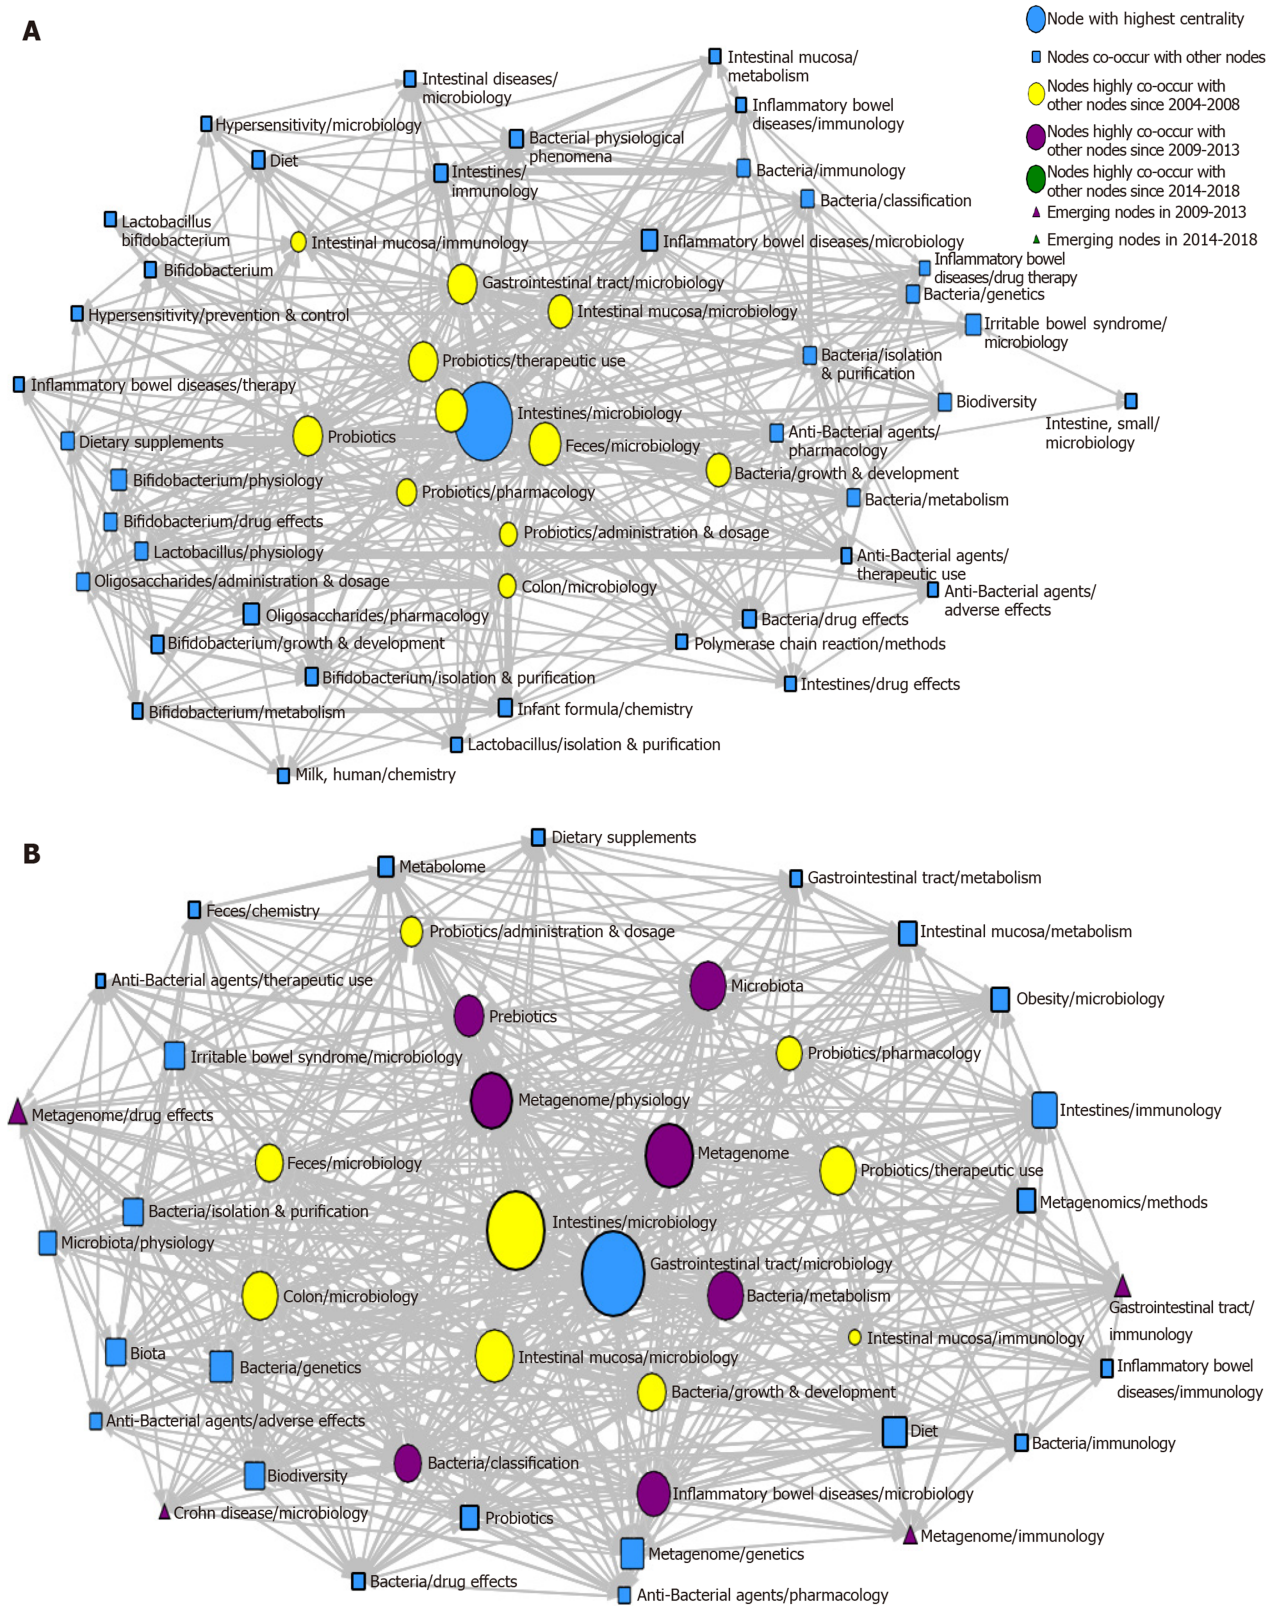 A
Node with highest centrality
Nodes co-occur with other nodes
Nodes highly co-occur with
other nodes since 2004-2008
Nodes highly co-occur with
other nodes since 2009-2013
Nodes highly co-occur with
other nodes since 2014-2018
Emerging nodes in 2009-2013
Emerging nodes in 2014-2018
Intestinal mucosa/
metabolism
Intestinal diseases/
microbiology
Inflammatory bowel
diseases/immunology
Hypersensitivity/microbiology
Bacterial physiological
phenomena
Diet
Intestines/
immunology
Bacteria/immunology
Bacteria/classification
Lactobacillus
bifidobacterium
Intestinal mucosa/immunology
Inflammatory bowel diseases/microbiology
Inflammatory bowel
diseases/drug therapy
Bifidobacterium
Gastrointestinal tract/microbiology
Bacteria/genetics
Hypersensitivity/prevention & control
Intestinal mucosa/microbiology
Irritable bowel syndrome/
microbiology
Probiotics/therapeutic use
Bacteria/isolation
& purification
Inflammatory bowel diseases/therapy
Biodiversity
Intestines/microbiology
Intestine, small/
microbiology
Dietary supplements
Probiotics
Feces/microbiology
Anti-Bacterial agents/
pharmacology
Bacteria/growth & development
Bifidobacterium/physiology
Probiotics/pharmacology
Bacteria/metabolism
Bifidobacterium/drug effects
Probiotics/administration & dosage
Lactobacillus/physiology
Anti-Bacterial agents/
therapeutic use
Oligosaccharides/administration & dosage
Colon/microbiology
Anti-Bacterial agents/
adverse effects
Oligosaccharides/pharmacology
Bacteria/drug effects
Bifidobacterium/growth & development
Polymerase chain reaction/methods
Bifidobacterium/isolation & purification
Intestines/drug effects
Bifidobacterium/metabolism
Infant formula/chemistry
Lactobacillus/isolation & purification
Milk, human/chemistry
B
Dietary supplements
Metabolome
Gastrointestinal tract/metabolism
Feces/chemistry
Probiotics/administration & dosage
Intestinal mucosa/metabolism
Anti-Bacterial agents/therapeutic use
Microbiota
Obesity/microbiology
Prebiotics
Irritable bowel syndrome/microbiology
Probiotics/pharmacology
Metagenome/drug effects
Metagenome/physiology
Intestines/immunology
Metagenome
Feces/microbiology
Probiotics/therapeutic use
Bacteria/isolation & purification
Metagenomics/methods
Intestines/microbiology
Microbiota/physiology
Gastrointestinal tract/microbiology
Colon/microbiology
Bacteria/metabolism
Gastrointestinal tract/
immunology
Intestinal mucosa/immunology
Biota
Intestinal mucosa/microbiology
Bacteria/genetics
Inflammatory bowel
diseases/immunology
Bacteria/growth & development
Anti-Bacterial agents/adverse effects
Diet
Bacteria/immunology
Bacteria/classification
Biodiversity
Inflammatory bowel diseases/microbiology
Crohn disease/microbiology
Probiotics
Metagenome/immunology
Metagenome/genetics
Bacteria/drug effects
Anti-Bacterial agents/pharmacology